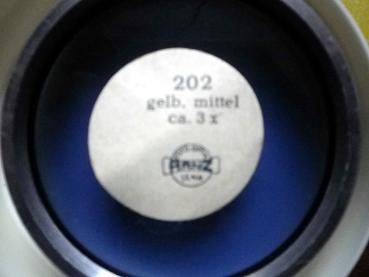 202
gelb, mittel
ca. 3 x